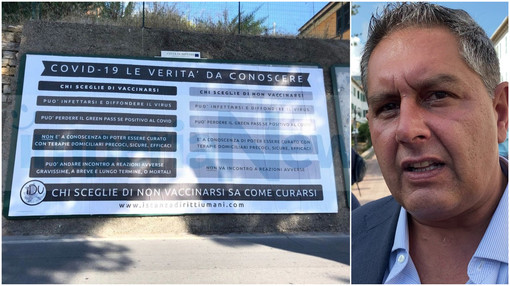 COVID-19 LE VERITA' DA CONOSCERE
CHI SCEGLIE DI VACCINARSI
PUO' INFETTARSI E DIFFONDERE IL VIRUS
PUO' PERDERE IL GREEN PASS SE POSITIVO AL COVID
NON E' A CONOSCENZA DI POTER ESSERE CURATO
CON TERAPIE DOMICILIARI PRECOCI, SICURE, EFFICACI
PUO' ANDARE INCONTRO A REAZIONI AVVERSE
GRAVISSIME, A BREVE E LUNGO TERMINE, O MORTALI
CHI SCEGLIE DI NON VACCINARSI
PUO' INFETTARSI E DIFFONDERE IL VIRUS
PUO' PERDERE IL GREEN PASS SE POSITIVO AL COVID
E' A CONOSCENZA DI POTER ESSERE CURATO CON
TERAPIE DOMICILIARI PRECOCI, SICURE, EFFICACI
NON VA INCONTRO A REAZIONI AVVERSE
IDU
CHI SCEGLIE DI NON VACCINARSI SA COME CURARSI
www.istanzadirittiumani.com